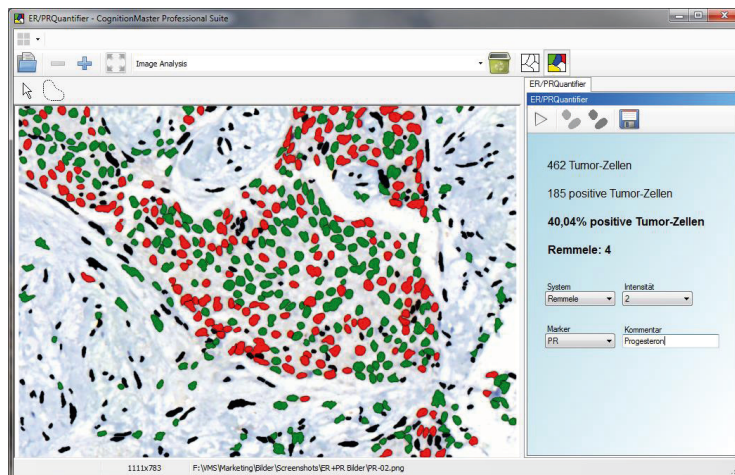 ER/PRQuantifier - CognitionMaster Professional Suite
Image Analysis
ER/PRQuantifier
ER/PRQuantifier
462 Tumor-Zellen
185 positive Tumor-Zellen
40,04% positive Tumor-Zellen
Remmele: 4
System Intensität
Remmele 2
Marker Kommentar
PR Progesteron
1111x783 F:\VMS\Marketing\Bilder\Screenshots\ER+PR Bilder\PR-02.png